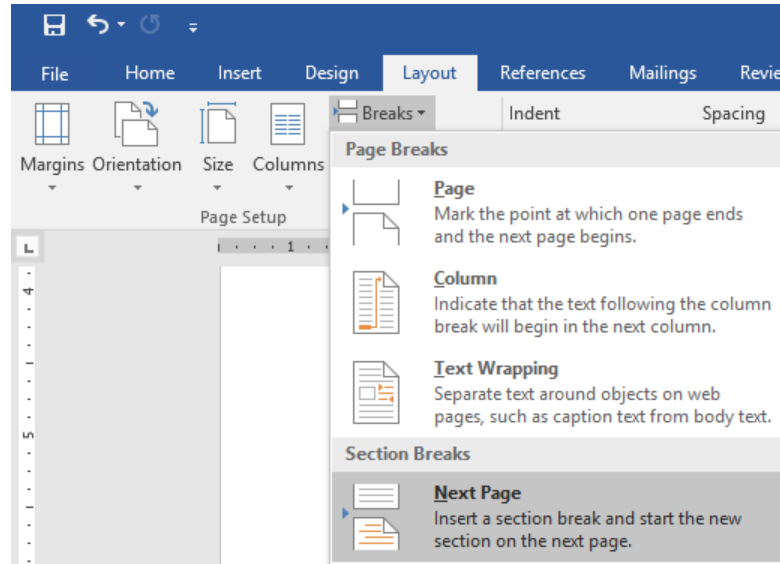 File Home Insert Design Layout References Mailings Revie
Breaks Indent Spacing
Margins Orientation Size Columns
Page Setup
Page Breaks
Page
Mark the point at which one page ends
and the next page begins.
Column
Indicate that the text following the column
break will begin in the next column.
Text Wrapping
Separate text around objects on web
pages, such as caption text from body text.
Section Breaks
Next Page
Insert a section break and start the new
section on the next page.
L
1
4
5